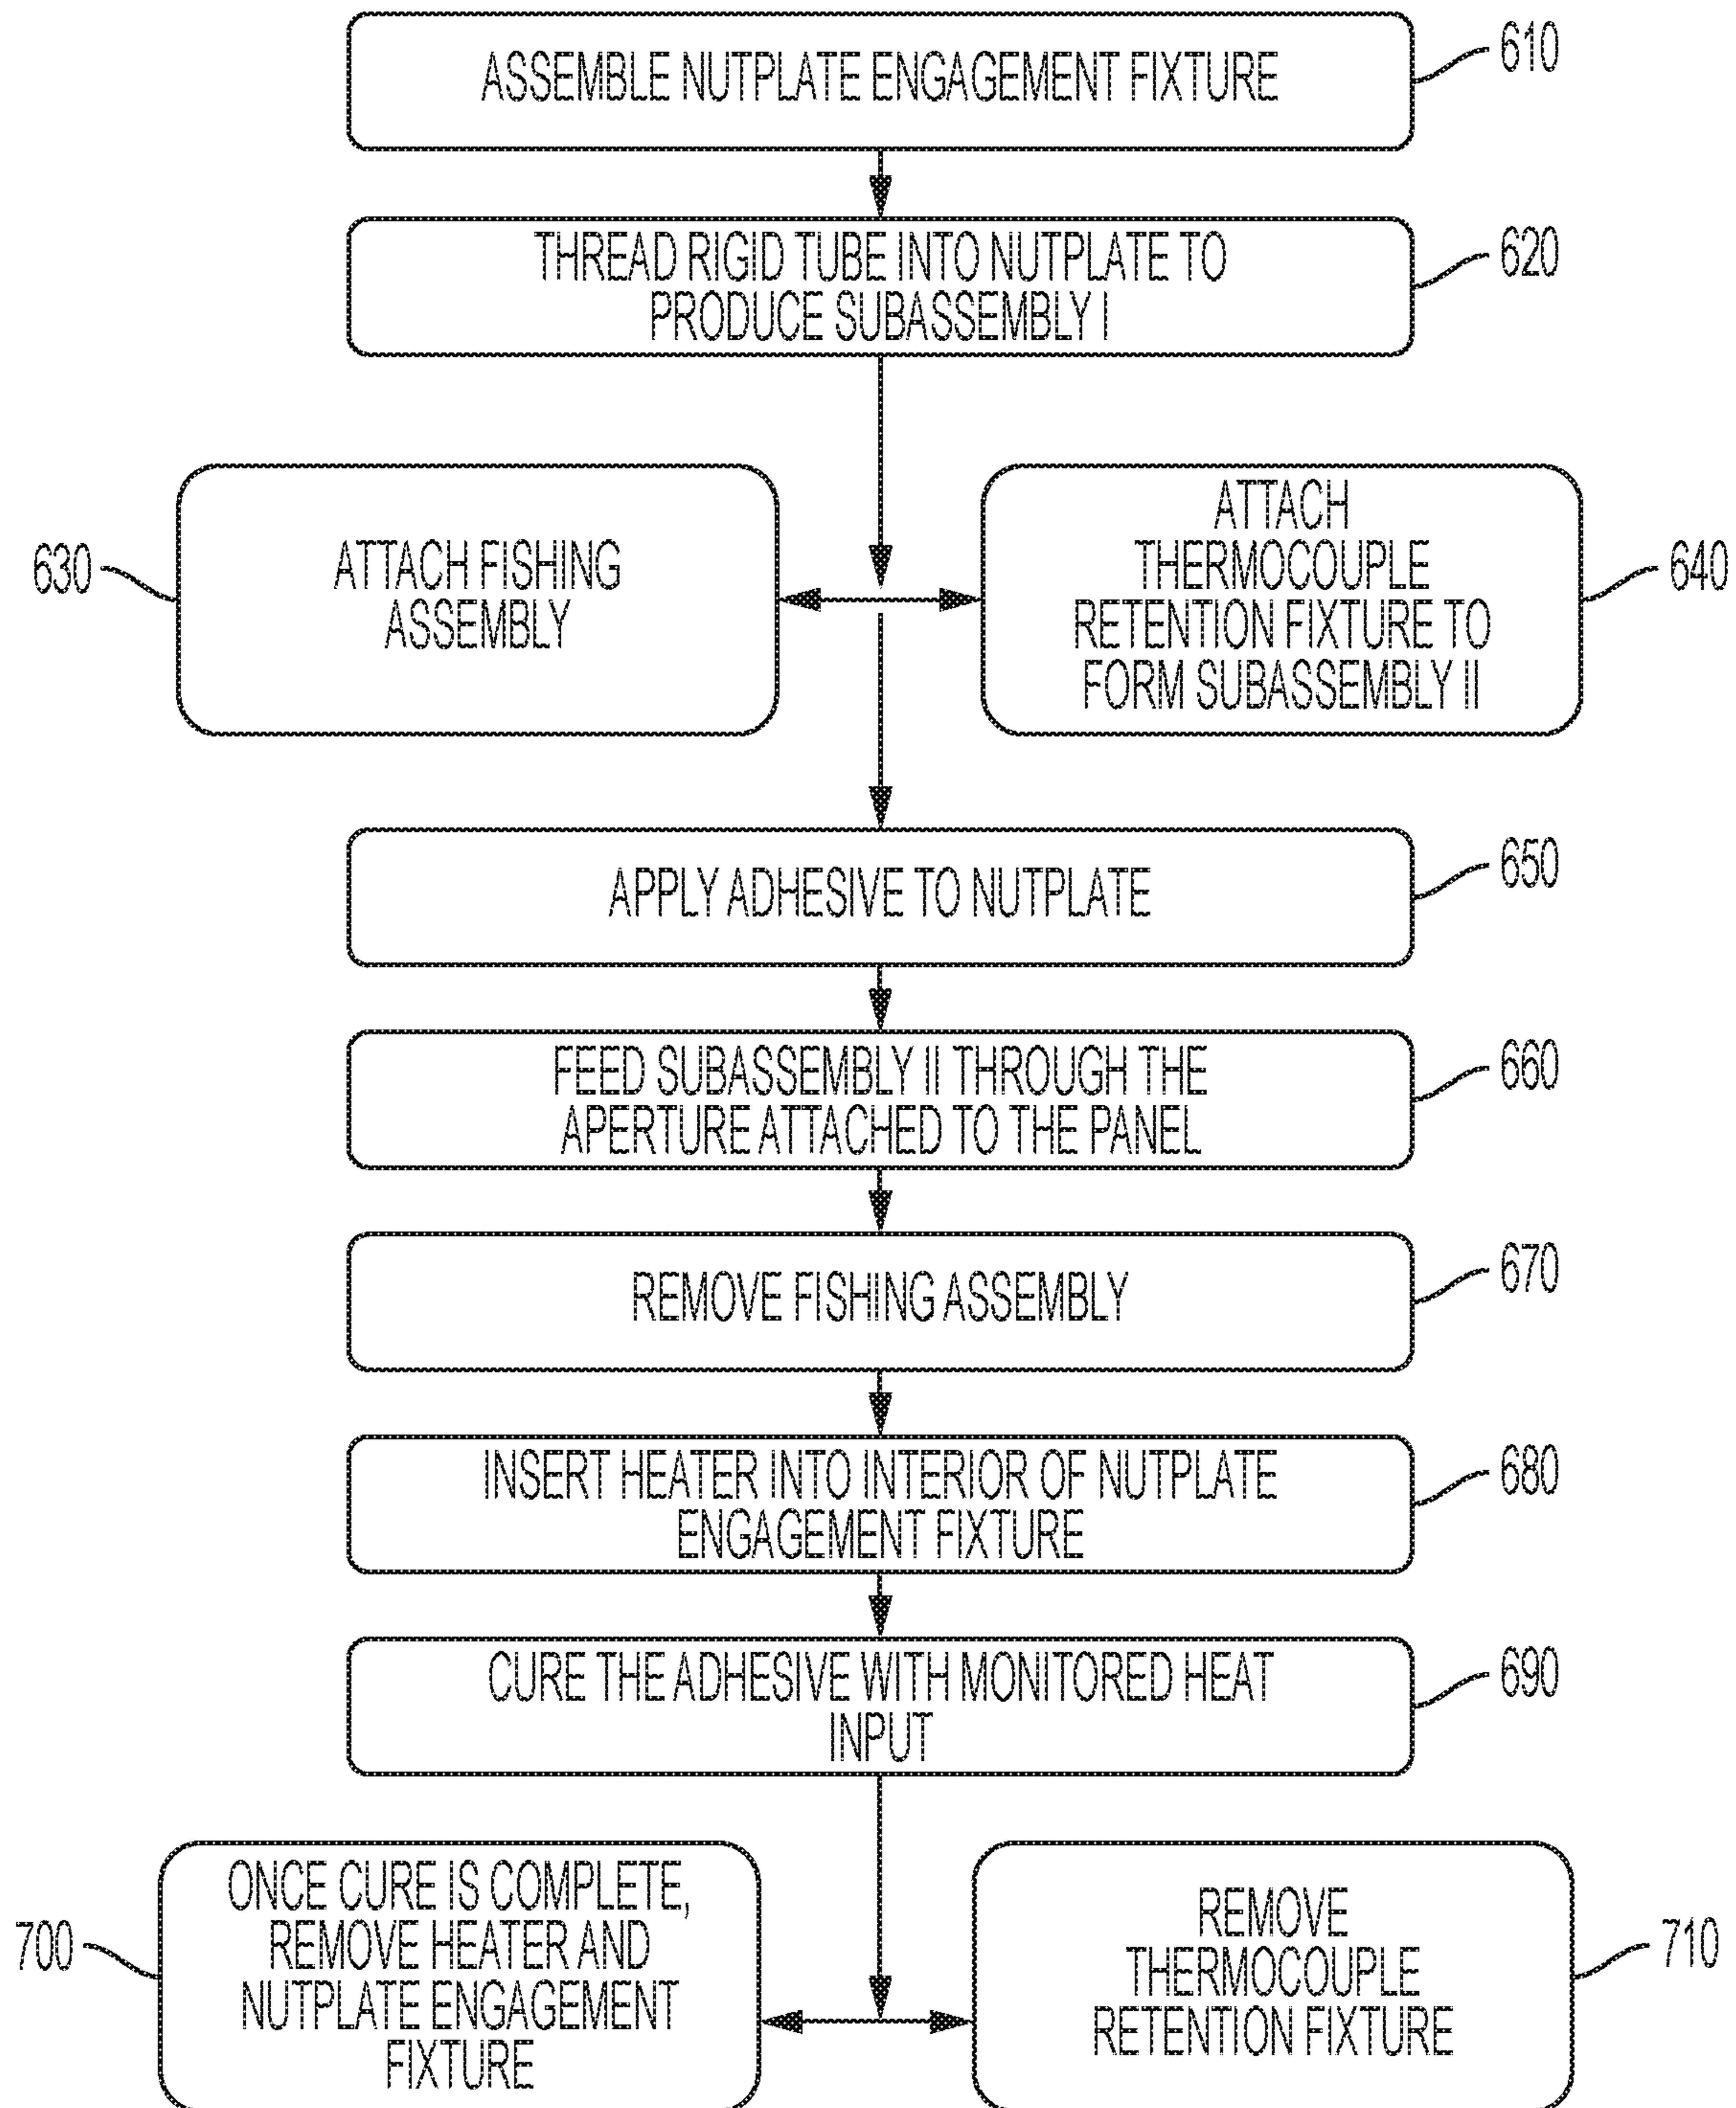 ASSEMBLE NUTPLATE ENGAGEMENT FIXTURE
610
THREAD RIGID TUBE INTO NUTPLATE TO
PRODUCE SUBASSEMBLY I
620
630
ATTACH FISHING
ASSEMBLY
ATTACH
THERMOCOUPLE
RETENTION FIXTURE TO
FORM SUBASSEMBLY II
640
APPLY ADHESIVE TO NUTPLATE
650
FEED SUBASSEMBLY II THROUGH THE
APERTURE ATTACHED TO THE PANEL
660
REMOVE FISHING ASSEMBLY
670
INSERT HEATER INTO INTERIOR OF NUTPLATE
ENGAGEMENT FIXTURE
680
CURE THE ADHESIVE WITH MONITORED HEAT
INPUT
690
700
ONCE CURE IS COMPLETE,
REMOVE HEATER AND
NUTPLATE ENGAGEMENT
FIXTURE
REMOVE
THERMOCOUPLE
RETENTION FIXTURE
710